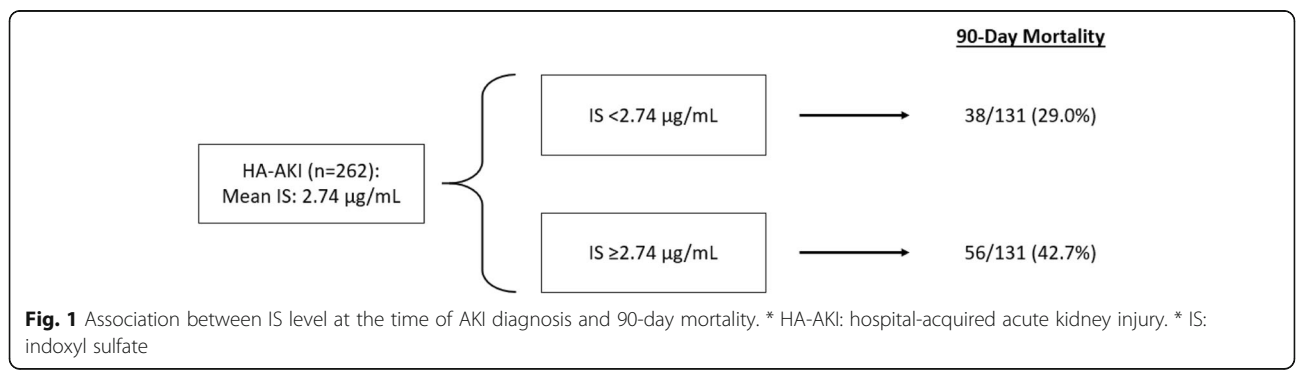 90-Day Mortality
IS <2.74 µg/mL
38/131 (29.0%)
HA-AKI (n=262):
Mean IS: 2.74 µg/mL
IS ≥2.74 µg/mL
56/131 (42.7%)
Fig. 1 Association between IS level at the time of AKI diagnosis and 90-day mortality. * HA-AKI: hospital-acquired acute kidney injury. * IS:
indoxyl sulfate